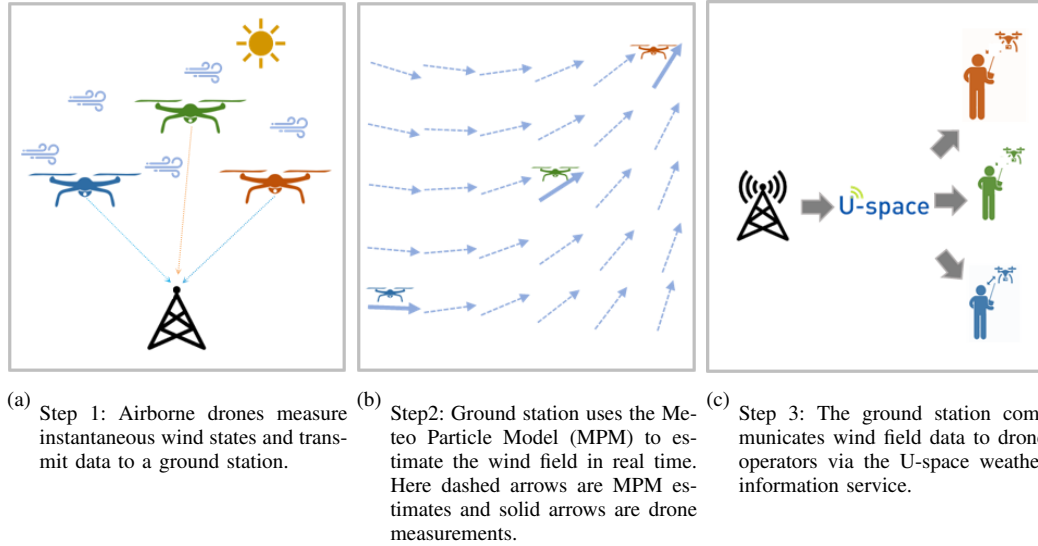 U-space
(a) Step 1: Airborne drones measure
instantaneous wind states and trans-
mit data to a ground station.
(b) Step2: Ground station uses the Me-
teo Particle Model (MPM) to es-
timate the wind field in real time.
Here dashed arrows are MPM es-
timates and solid arrows are drone
measurements.
(c) Step 3: The ground station com-
municates wind field data to drone
operators via the U-space weathe
information service.